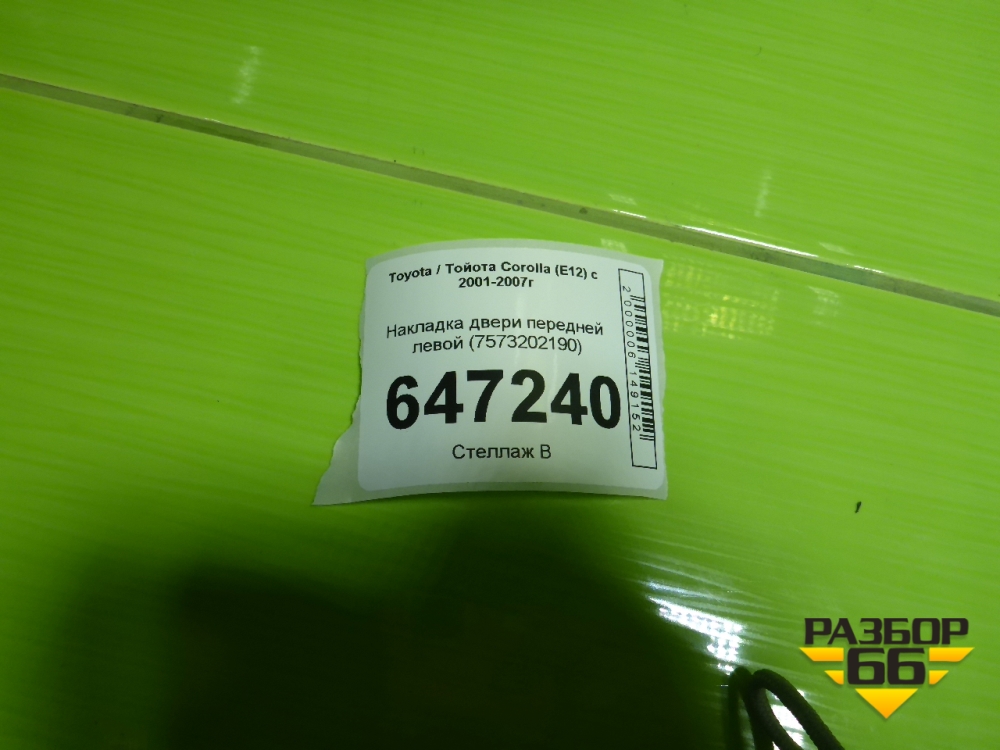 Toyota / Тойота Corolla (E12) с
2001-2007г
Накладка двери передней
левой (7573202190)
647240
Стеллаж В
2000006149152
РАЗБОР
66